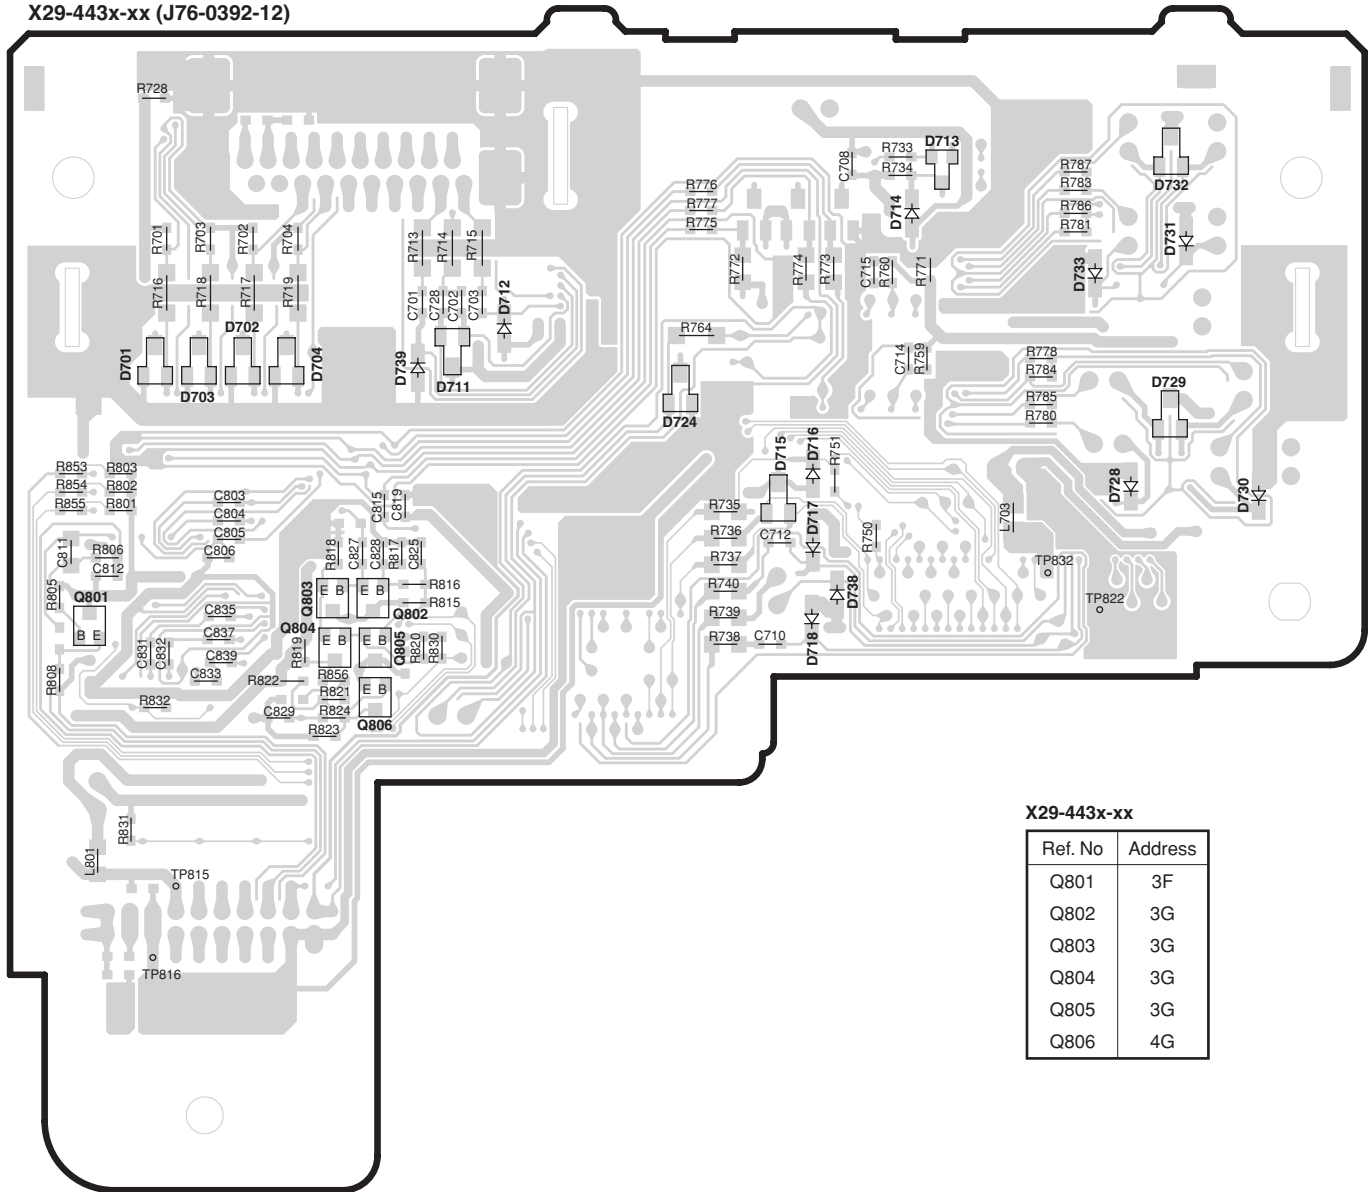 X29-443x-xx (J76-0392-12)
R728
R701
R703
R702
R704
R716
R718
R717
R719
D702
D701
D703
D704
R713
R714
R715
C701
C728
C702
C703
D712
D739
D711
R776
R777
R775
R772
R774
R773
R764
D724
C708
R733
R734
D713
D714
C715
R760
R771
C714
R759
R787
R783
R786
R781
D732
D731
D733
R778
R784
R785
R780
D729
D728
D730
R853
R803
R854
R802
R855
R801
C803
C804
C805
C806
C811
R806
C812
R805
Q801
B E
R808
C815
C819
R818
C827
C828
R817
C825
Q803
E B
E B
R816
R815
Q802
Q804
E B
E B
Q805
R819
R820
R830
C835
C837
C839
C833
C831
C832
R832
R822
R856
R821
R824
C829
R823
E B
Q806
D715
D716
R751
D717
R735
R736
C712
R737
R740
R739
R738
C710
D738
D718
R750
L703
TP832
TP822
R831
L801
TP815
TP816
X29-443x-xx
Ref. No Address
Q801 3F
Q802 3G
Q803 3G
Q804 3G
Q805 3G
Q806 4G